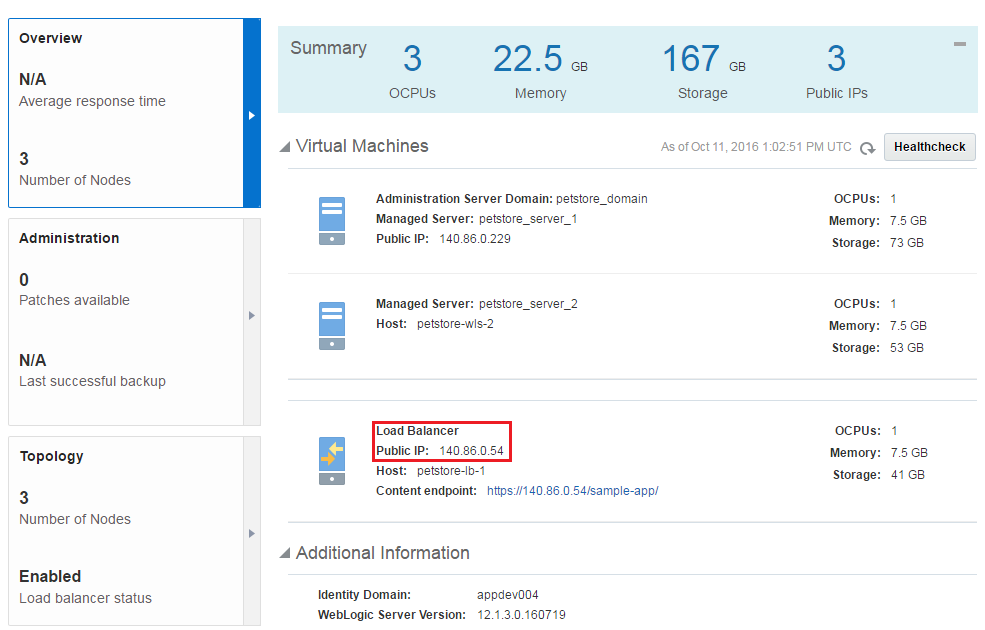 Overview
N/A
Average response time
3
Number of Nodes
Administration
0
Patches available
N/A
Last successful backup
Topology
3
Number of Nodes
Enabled
Load balancer status
Summary
3
OCPUs
22.5 GB
Memory
167 GB
Storage
3
Public IPs
Virtual Machines
As of Oct 11, 2016 1:02:51 PM UTC
Healthcheck
Administration Server Domain: petstore_domain
Managed Server: petstore_server_1
Public IP: 140.86.0.229
OCPUs: 1
Memory: 7.5 GB
Storage: 73 GB
Managed Server: petstore_server_2
Host: petstore-wls-2
OCPUs: 1
Memory: 7.5 GB
Storage: 53 GB
Load Balancer
Public IP: 140.86.0.54
Host: petstore-lb-1
Content endpoint: https://140.86.0.54/sample-app/
OCPUs: 1
Memory: 7.5 GB
Storage: 41 GB
Additional Information
Identity Domain: appdev004
WebLogic Server Version: 12.1.3.0.160719